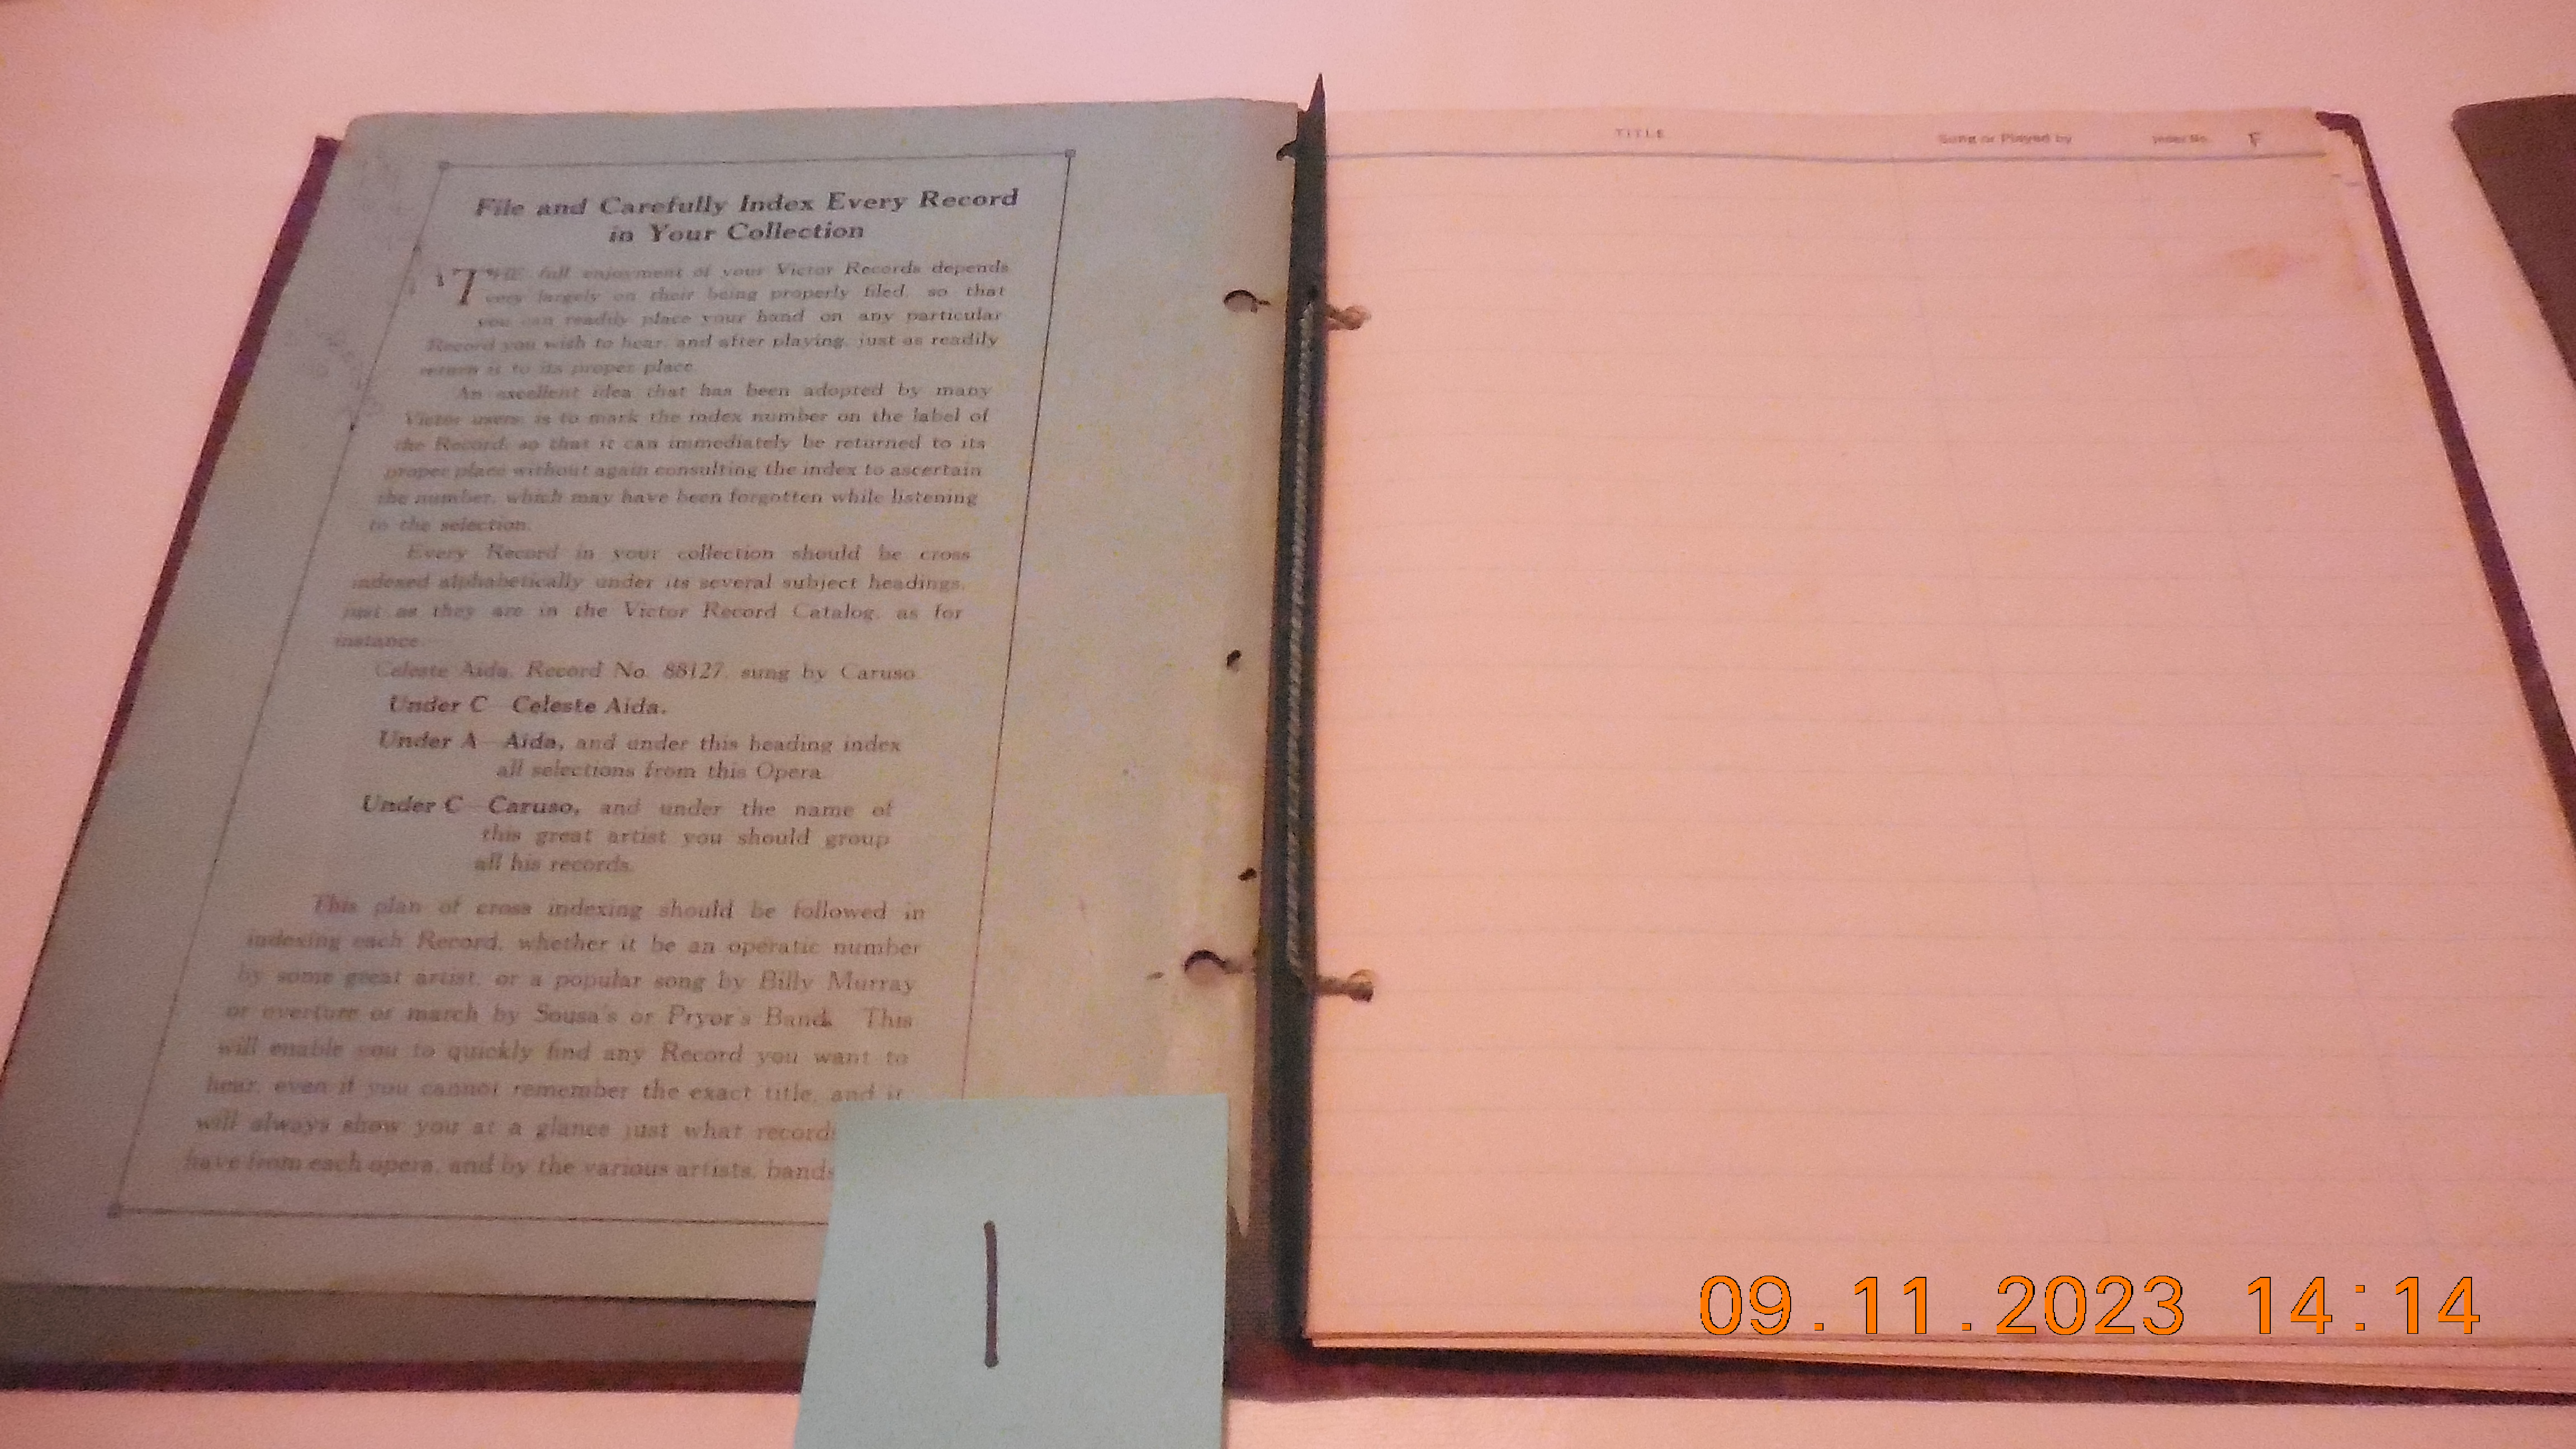 File and Carefully Index Every Record
in Your Collection
THE full enjoyment of your Victor Records depends
very largely on their being properly filed, so that
you can readily place your hand on any particular
Record you wish to hear, and after playing, just as readily
return it to its proper place.
An excellent idea that has been adopted by many
Victor users, is to mark the index number on the label of
the Record, so that it can immediately be returned to its
proper place without again consulting the index to ascertain
the number, which may have been forgotten while listening
to the selection.
Every Record in your collection should be cross
indexed alphabetically under its several subject headings,
just as they are in the Victor Record Catalog, as for
instance—
Celeste Aida, Record No. 88127, sung by Caruso.
Under C—Celeste Aida.
Under A—Aida, and under this heading index
all selections from this Opera.
Under C—Caruso, and under the name of
this great artist you should group
all his records.
This plan of cross indexing should be followed in
indexing each Record, whether it be an operatic number
by some great artist, or a popular song by Billy Murray
or overture or march by Sousa's or Pryor's Band. This
will enable you to quickly find any Record you want to
hear, even if you cannot remember the exact title, and it
will always show you at a glance just what records
have from each opera, and by the various artists, bands
1
TITLE Sung or Played by Index No. F
09.11.2023 14:14